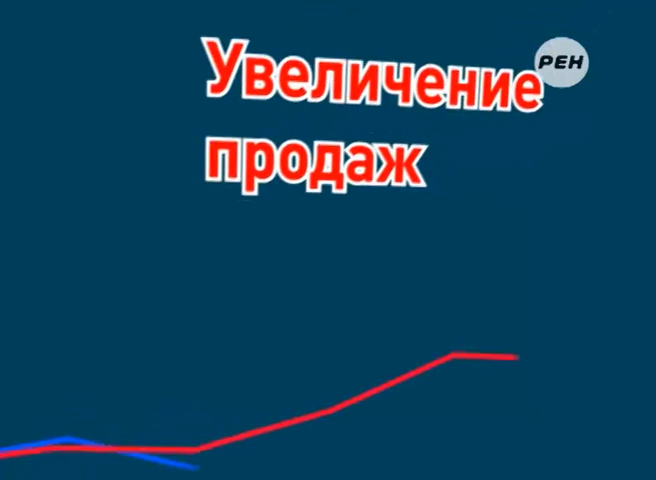 Увеличение
РЕН
продаж